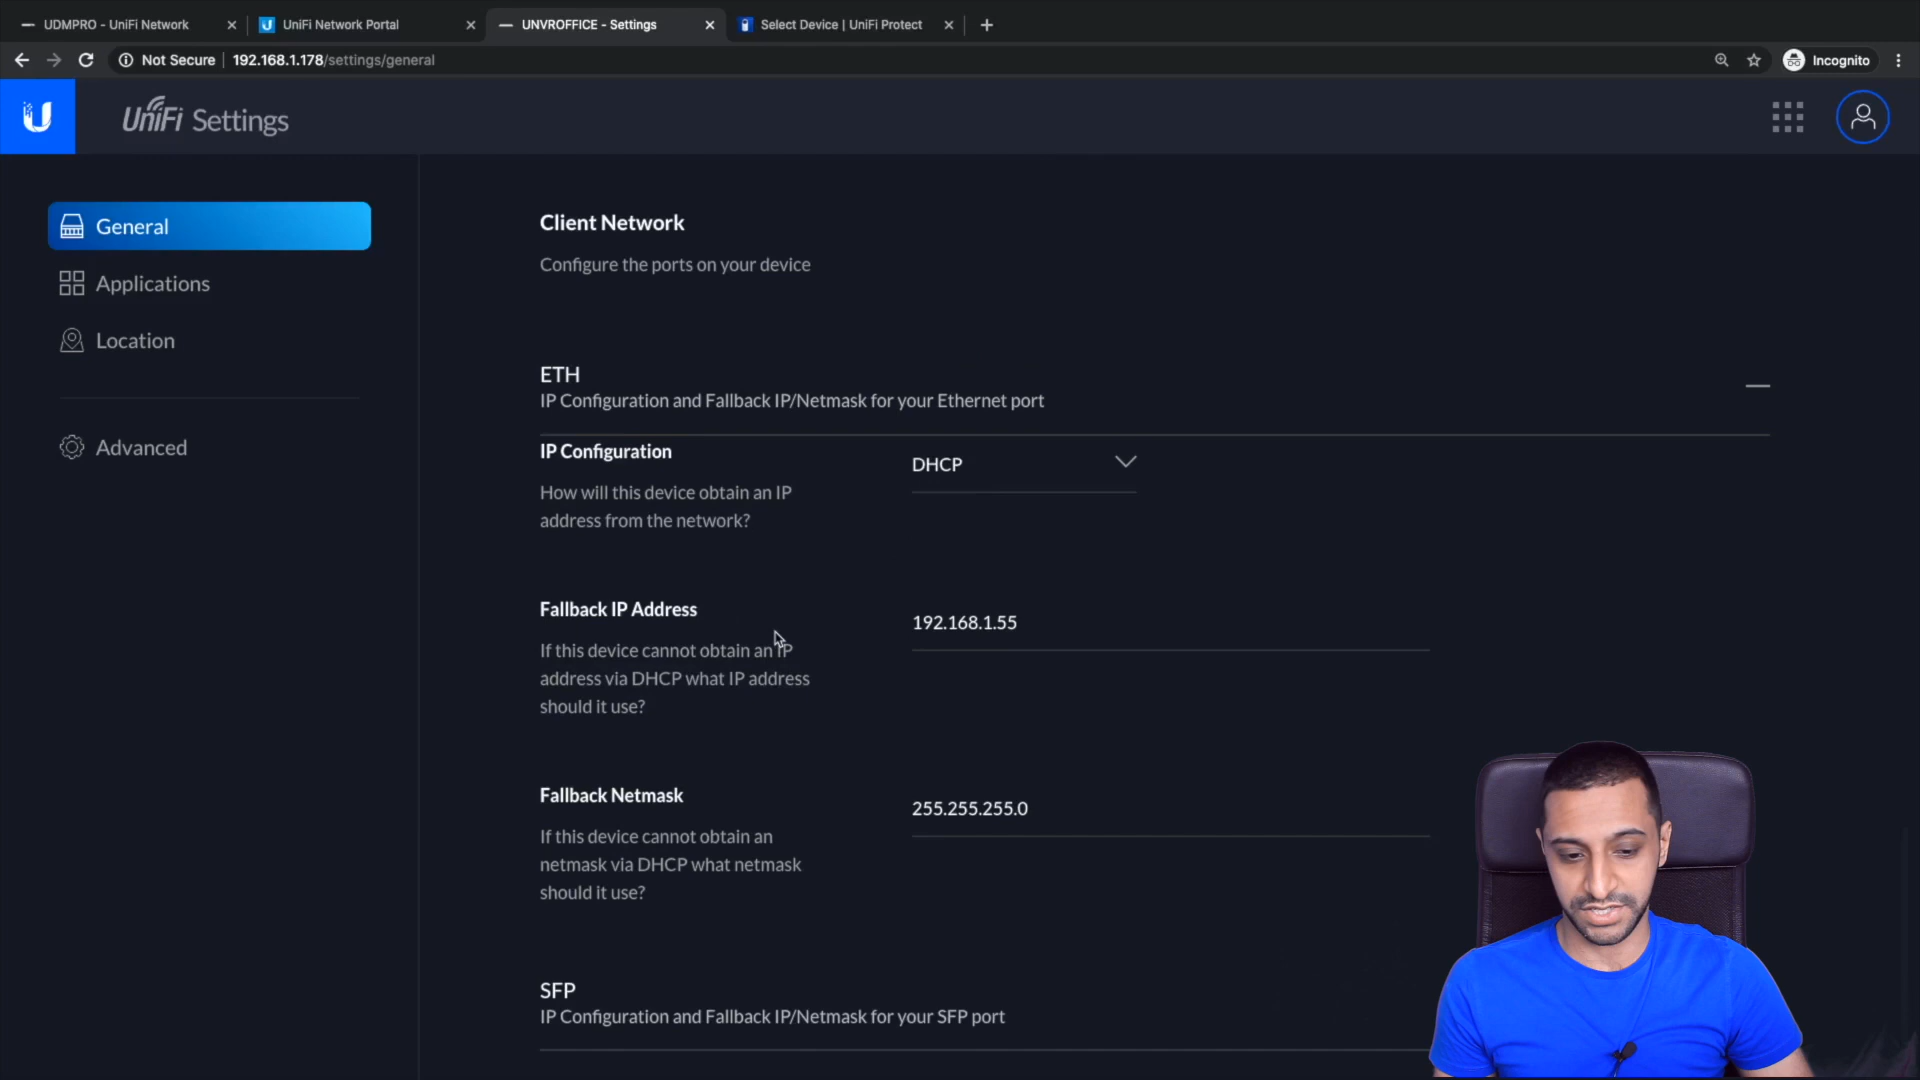 UDMPRO - UniFi Network
UniFi Network Portal
UNVROFFICE - Settings
Select Device | UniFi Protect
Not Secure
192.168.1.178/settings/general
Incognito
UniFi Settings
General
Applications
Location
Advanced
Client Network
Configure the ports on your device
ETH
IP Configuration and Fallback IP/Netmask for your Ethernet port
IP Configuration
DHCP
How will this device obtain an IP
address from the network?
Fallback IP Address
192.168.1.55
If this device cannot obtain an IP
address via DHCP what IP address
should it use?
Fallback Netmask
255.255.255.0
If this device cannot obtain an
netmask via DHCP what netmask
should it use?
SFP
IP Configuration and Fallback IP/Netmask for your SFP port